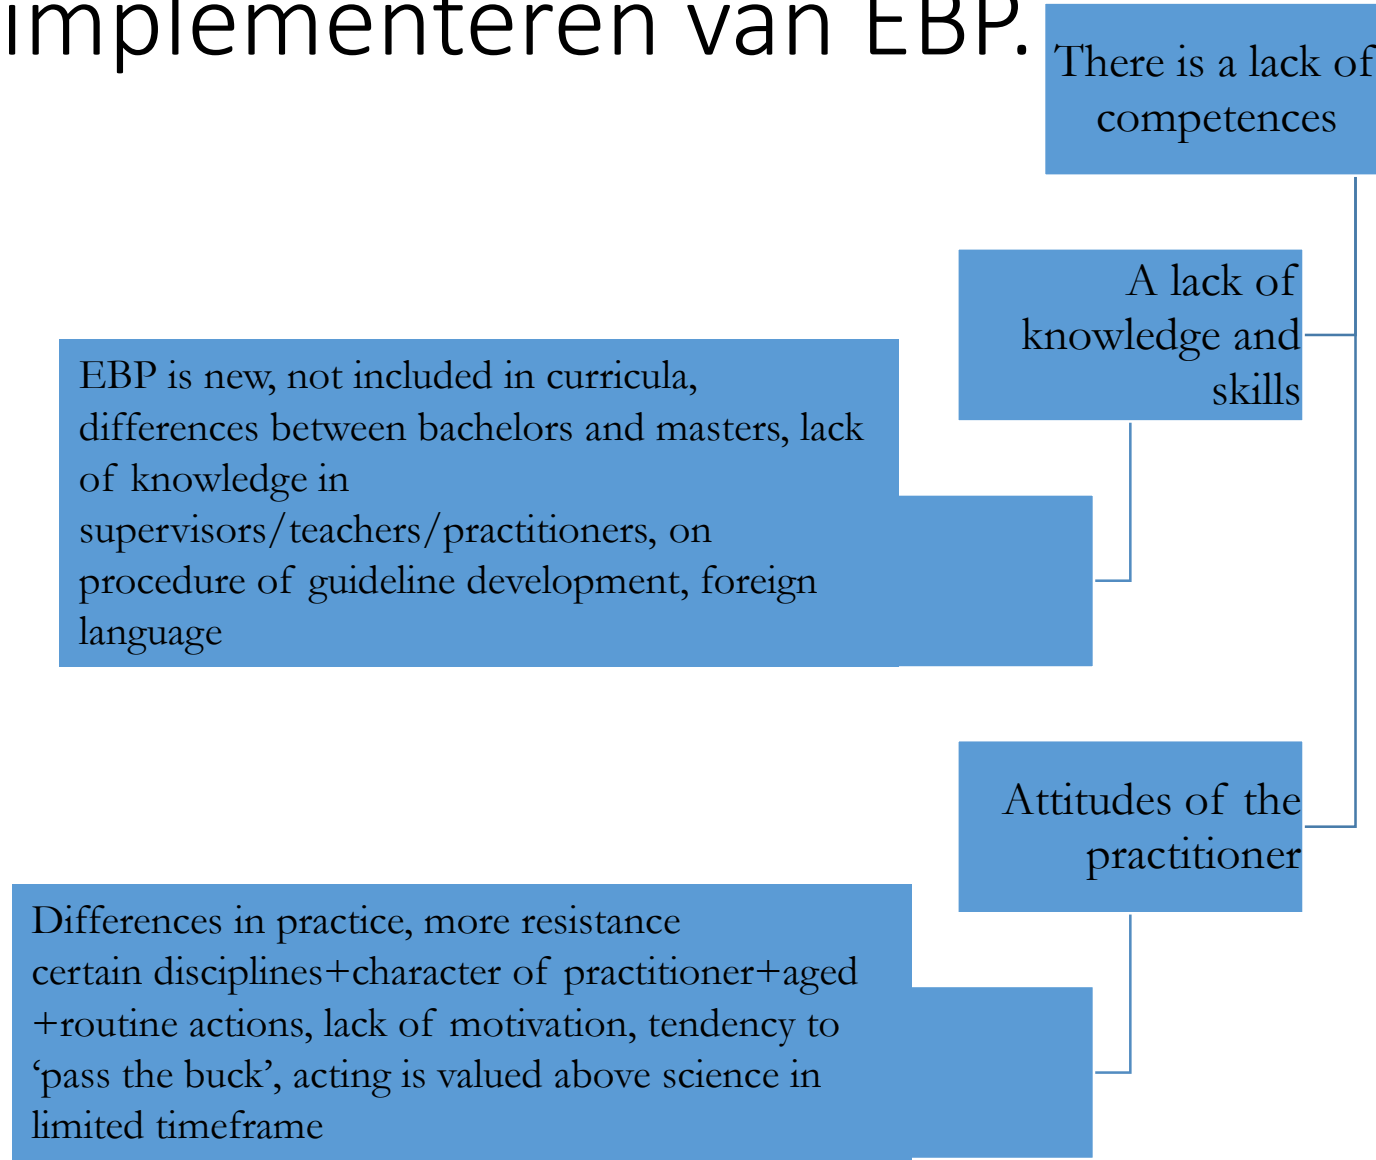 implementeren van EBP.
There is a lack of
competences
A lack of
knowledge and
skills
EBP is new, not included in curricula,
differences between bachelors and masters, lack
of knowledge in
supervisors/teachers/practitioners, on
procedure of guideline development, foreign
language
Attitudes of the
practitioner
Differences in practice, more resistance
certain disciplines+character of practitioner+aged
+routine actions, lack of motivation, tendency to
‘pass the buck’, acting is valued above science in
limited timeframe